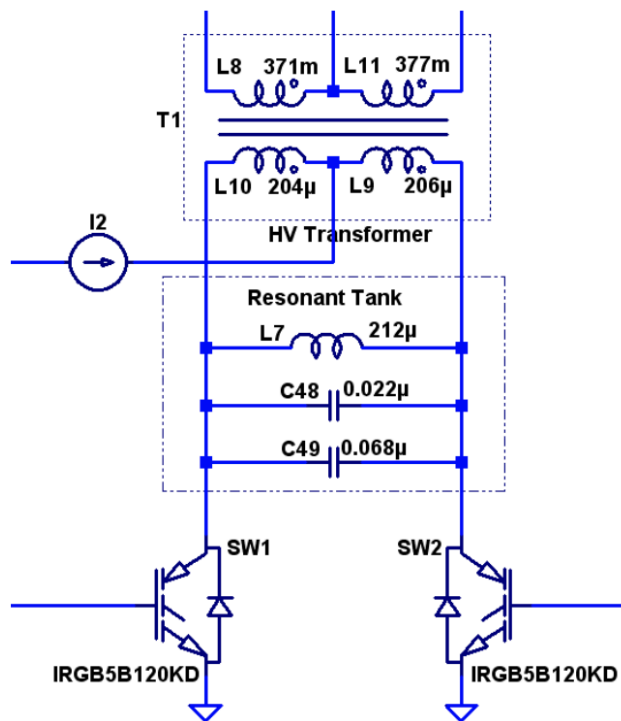 L8 371m L11 377m
T1
L10 204µ L9 206µ
I2
HV Transformer
Resonant Tank
L7 212µ
C48 0.022µ
C49 0.068µ
SW1 SW2
IRGB5B120KD IRGB5B120KD